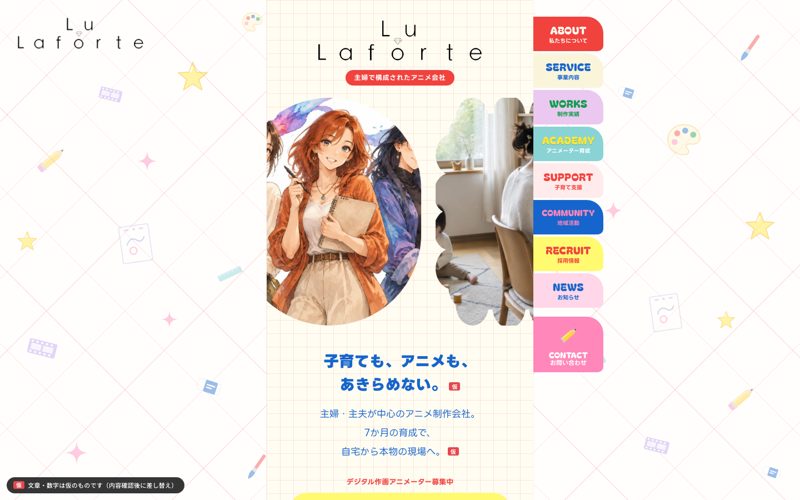 Lu
Laforte
Lu
Laforte
主婦で構成されたアニメ会社
ABOUT
私たちについて
SERVICE
事業内容
WORKS
制作実績
ACADEMY
アニメーター育成
SUPPORT
子育て支援
COMMUNITY
地域活動
RECRUIT
採用情報
NEWS
お知らせ
CONTACT
お問い合わせ
子育ても、アニメも、
あきらめない。 仮
主婦・主夫が中心のアニメ制作会社。
7か月の育成で、
自宅から本物の現場へ。 仮
デジタル作画アニメーター募集中
仮 文章・数字は仮のものです（内容確認後に差し替え）